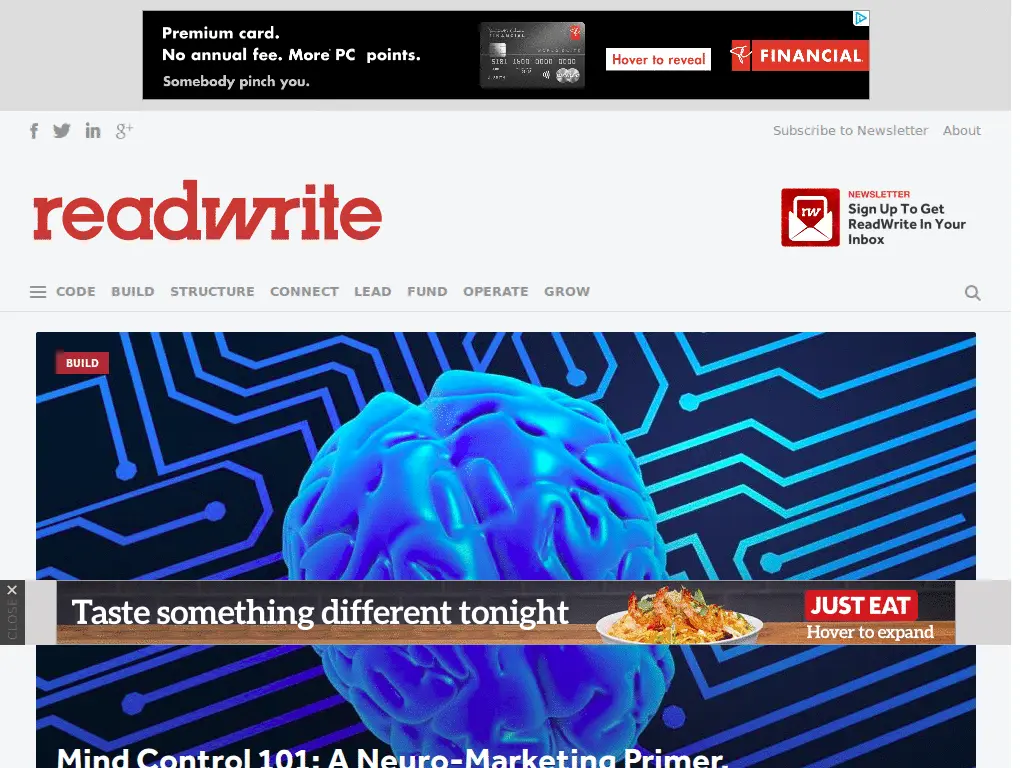 Premium card.
No annual fee. More PC points.
Somebody pinch you.
Hover to reveal
FINANCIAL
Subscribe to Newsletter About
readwrite
NEWSLETTER
Sign Up To Get
ReadWrite In Your
Inbox
CODE BUILD STRUCTURE CONNECT LEAD FUND OPERATE GROW
BUILD
CLOSE
Taste something different tonight
JUST EAT
Hover to expand
Mind Control 101: A Neuro-Marketing Primer.